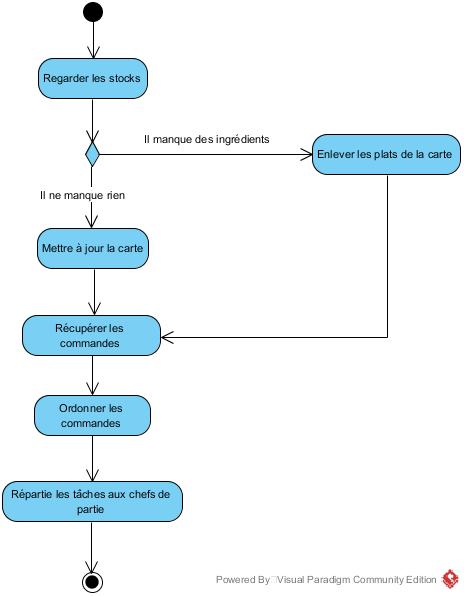 Regarder les stocks
Il manque des ingrédients
Enlever les plats de la carte
Il ne manque rien
Mettre à jour la carte
Récupérer les
commandes
Ordonner les
commandes
Répartie les tâches aux chefs de
partie
Powered By Visual Paradigm Community Edition